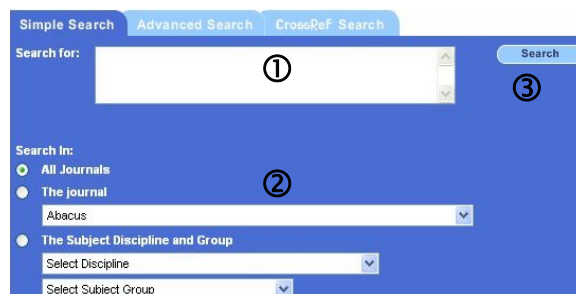 Simple Search Advanced Search CrossRef Search
Search for: ① Search
③
Search In:
All Journals
The journal ②
Abacus
The Subject Discipline and Group
Select Discipline
Select Subject Group